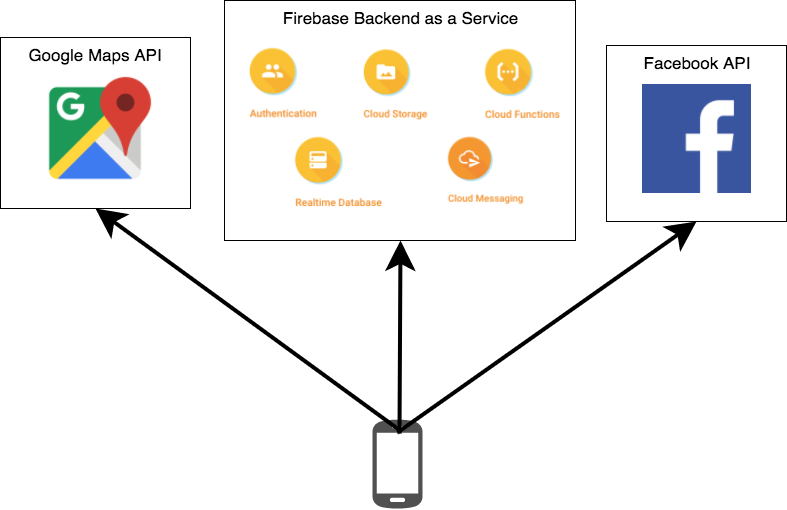 Firebase Backend as a Service
Google Maps API
Facebook API
G
Authentication
Cloud Storage
Cloud Functions
Realtime Database
Cloud Messaging
f